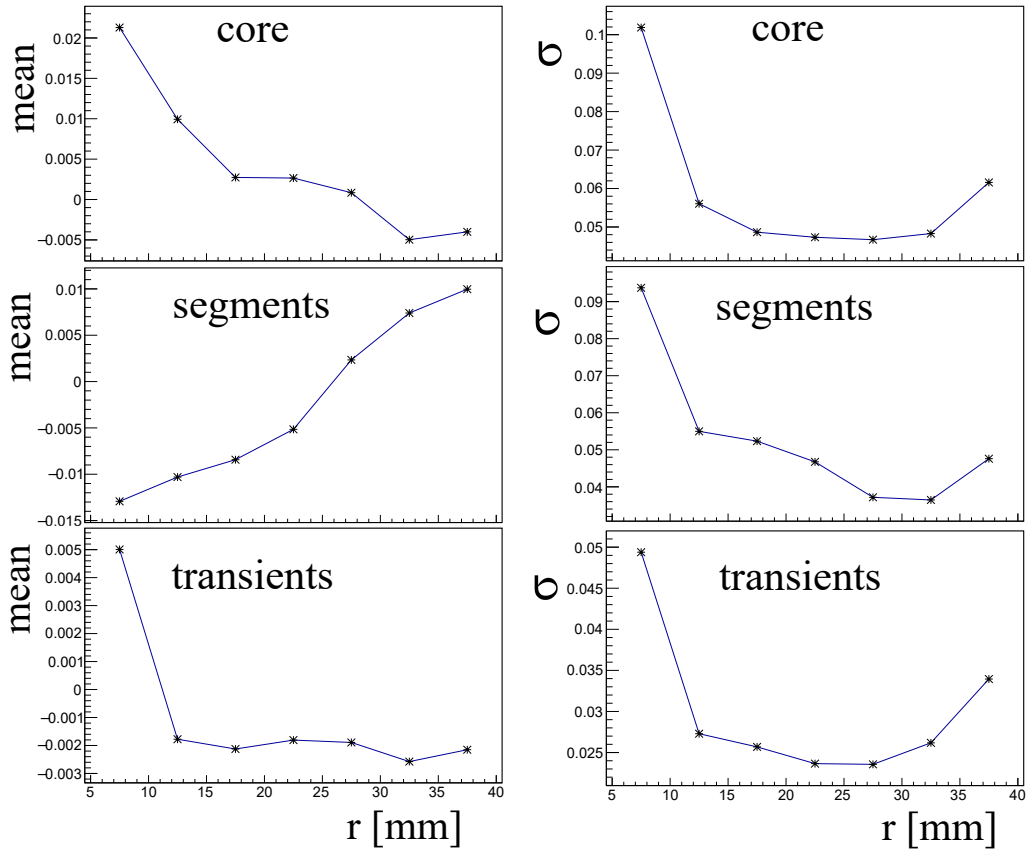 core
mean
0.02
0.015
0.01
0.005
0
−0.005
core
σ
0.1
0.09
0.08
0.07
0.06
0.05
segments
mean
0.01
0.005
0
−0.005
−0.01
−0.015
segments
σ
0.09
0.08
0.07
0.06
0.05
0.04
transients
mean
0.005
0.004
0.003
0.002
0.001
0
−0.001
−0.002
−0.003
5 10 15 20 25 30 35 40
r [mm]
transients
σ
0.05
0.045
0.04
0.035
0.03
0.025
5 10 15 20 25 30 35 40
r [mm]